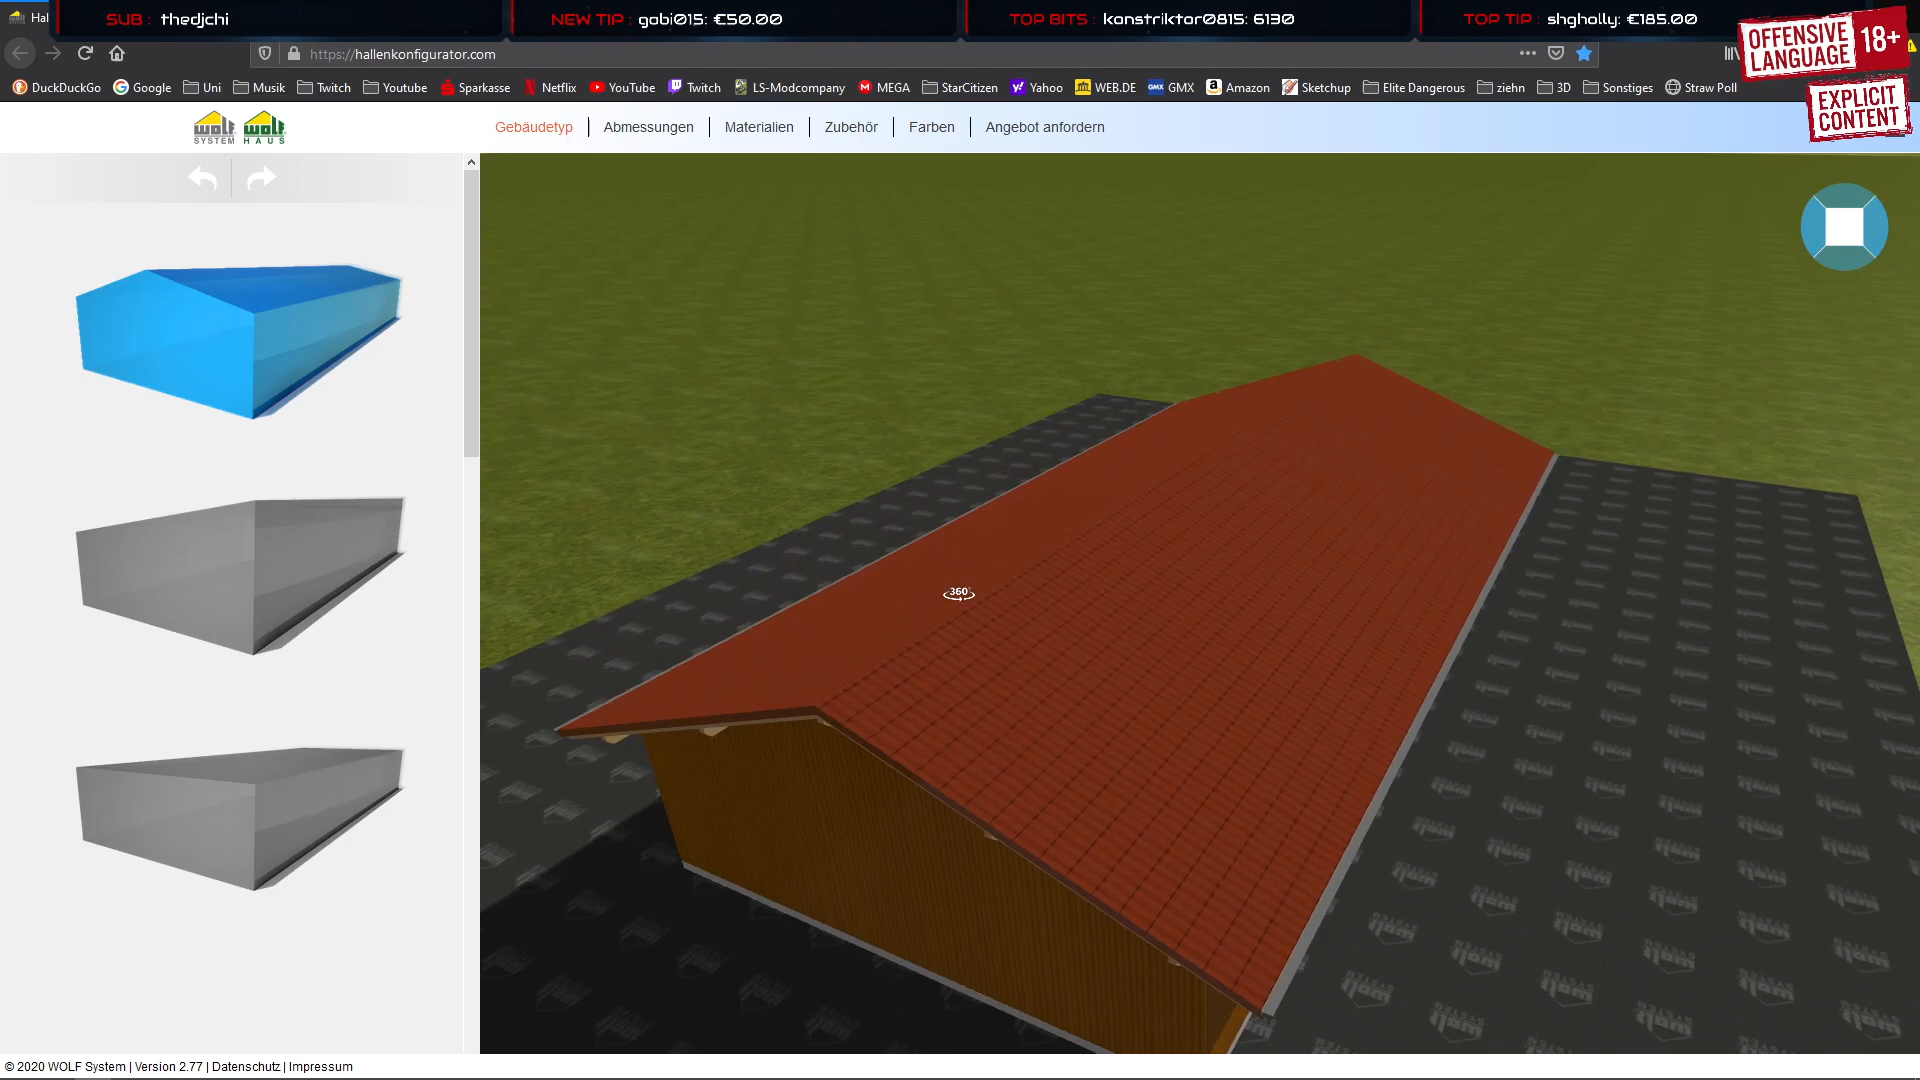 SUB : thedjchi
NEW TIP : gabi015: €50.00
TOP BITS : konstriktor0815: 6130
TOP TIP : shgholly: €185.00
OFFENSIVE LANGUAGE 18+
EXPLICIT CONTENT
Hal
https://hallenkonfigurator.com
DuckDuckGo Google Uni Musik Twitch Youtube Sparkasse Netflix YouTube Twitch LS-Modcompany MEGA StarCitizen Yahoo WEB.DE GMX Amazon Sketchup Elite Dangerous ziehn 3D Sonstiges Straw Poll
wolf SYSTEM wolf HAUS
Gebäudetyp Abmessungen Materialien Zubehör Farben Angebot anfordern
360°
© 2020 WOLF System | Version 2.77 | Datenschutz | Impressum